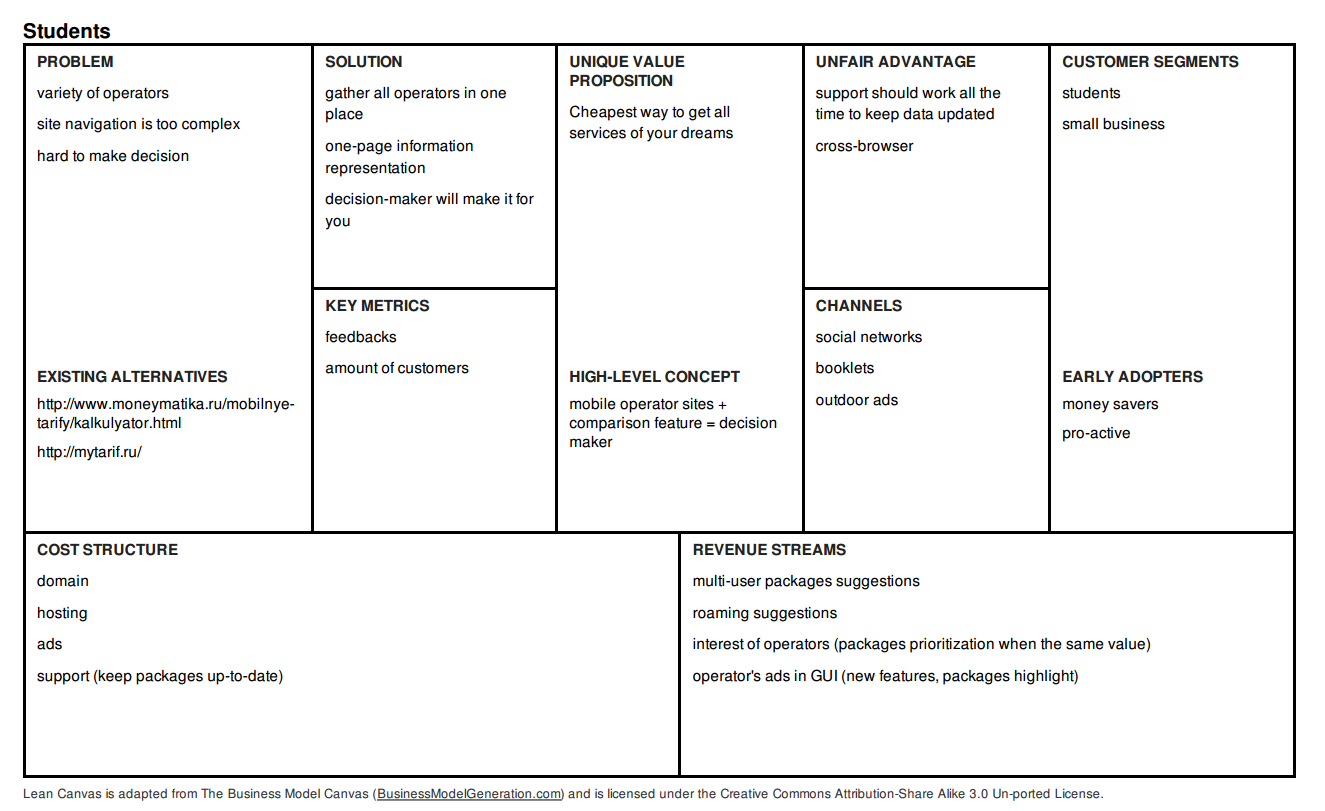 Students
PROBLEM
variety of operators
site navigation is too complex
hard to make decision
EXISTING ALTERNATIVES
http://www.moneymatika.ru/mobilnye-
tarify/kalkulyator.html
http://mytarif.ru/
SOLUTION
gather all operators in one
place
one-page information
representation
decision-maker will make it for
you
KEY METRICS
feedbacks
amount of customers
UNIQUE VALUE
PROPOSITION
Cheapest way to get all
services of your dreams
HIGH-LEVEL CONCEPT
mobile operator sites +
comparison feature = decision
maker
UNFAIR ADVANTAGE
support should work all the
time to keep data updated
cross-browser
CHANNELS
social networks
booklets
outdoor ads
CUSTOMER SEGMENTS
students
small business
EARLY ADOPTERS
money savers
pro-active
COST STRUCTURE
domain
hosting
ads
support (keep packages up-to-date)
REVENUE STREAMS
multi-user packages suggestions
roaming suggestions
interest of operators (packages prioritization when the same value)
operator's ads in GUI (new features, packages highlight)
Lean Canvas is adapted from The Business Model Canvas (BusinessModelGeneration.com) and is licensed under the Creative Commons Attribution-Share Alike 3.0 Un-ported License.